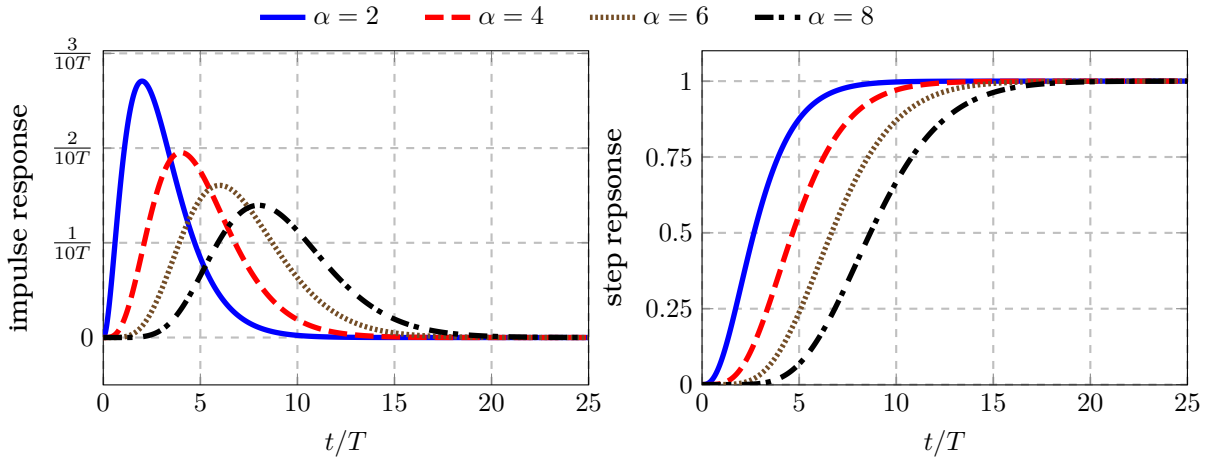 α = 2 α = 4 α = 6 α = 8
impulse response
3/10T
2/10T
1/10T
0
0 5 10 15 20 25
t/T
step repsonse
1
0.75
0.5
0.25
0
0 5 10 15 20 25
t/T